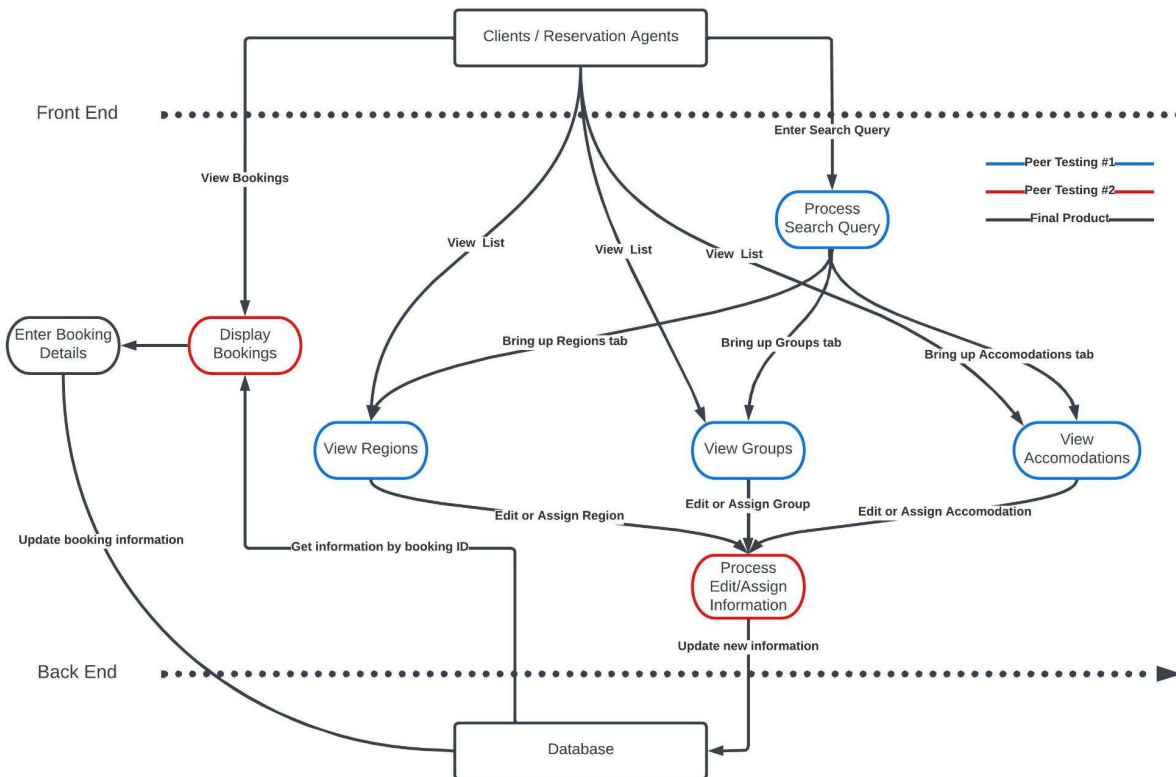 Clients / Reservation Agents
Front End
Enter Search Query
Peer Testing #1
View Bookings
Peer Testing #2
Process
Search Query
Final Product
View List
View List
View List
Enter Booking
Details
Display
Bookings
Bring up Regions tab
Bring up Groups tab
Bring up Accomodations tab
View Regions
View Groups
View
Accomodations
Edit or Assign Region
Edit or Assign Group
Edit or Assign Accomodation
Update booking information
Get information by booking ID
Process
Edit/Assign
Information
Update new information
Back End
Database